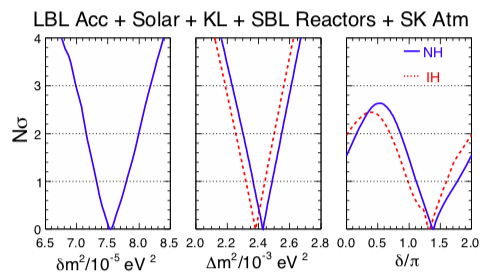 LBL Acc + Solar + KL + SBL Reactors + SK Atm
Nσ
4
3
2
1
0
6.5 7.0 7.5 8.0 8.5
2.0 2.2 2.4 2.6 2.8
0.0 0.5 1.0 1.5 2.0
δm²/10⁻⁵ eV ²
Δm²/10⁻³ eV ²
δ/π
NH
IH